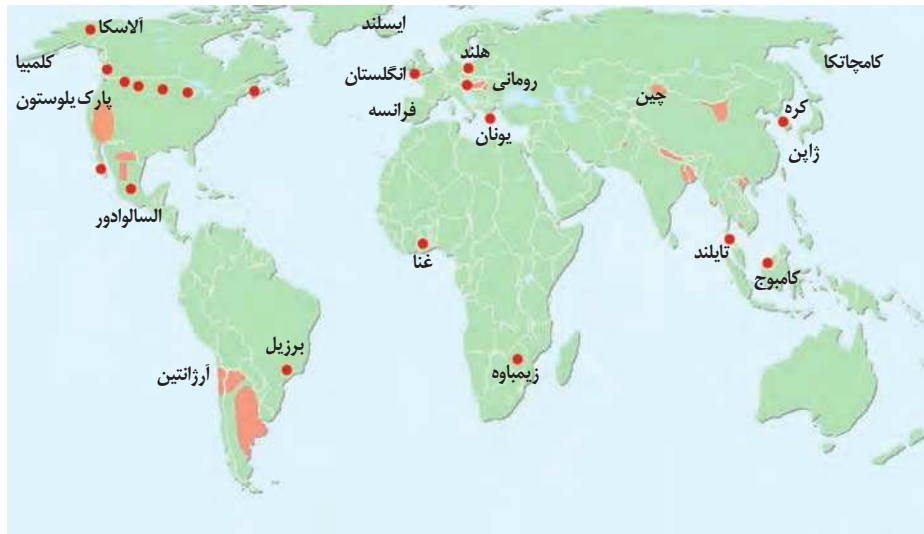 آلاسکا
ایسلند
کلمبیا
پارک یلوستون
السالوادور
برزیل
آرژانتین
هلند
انگلستان
رومانی
فرانسه
یونان
غنا
زیمباوه
کامچاتکا
چین
کره
ژاپن
تایلند
کامبوج